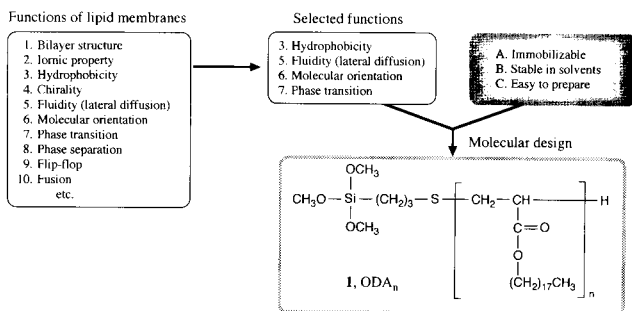 Functions of lipid membranes
1. Bilayer structure
2. Iornic property
3. Hydrophobicity
4. Chirality
5. Fluidity (lateral diffusion)
6. Molecular orientation
7. Phase transition
8. Phase separation
9. Flip-flop
10. Fusion
etc.
Selected functions
3. Hydrophobicity
5. Fluidity (lateral diffusion)
6. Molecular orientation
7. Phase transition
A. Immobilizable
B. Stable in solvents
C. Easy to prepare
Molecular design
OCH₃
CH₃O—Si—(CH₂)₃—S—[CH₂—CH—]H
OCH₃
C=O
O
(CH₂)₁₇CH₃
n
1, ODAₙ